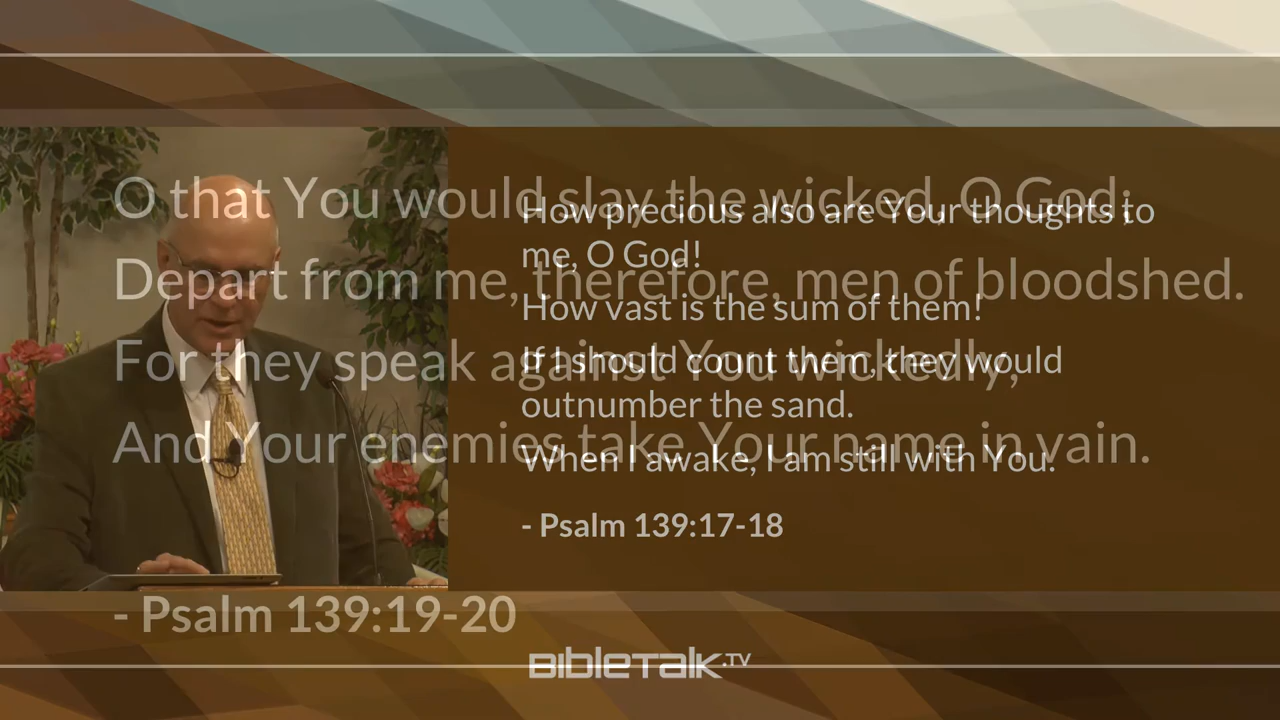 O that You would slay the wicked, O God;
Depart from me, therefore, men of bloodshed.
For they speak against You wickedly,
And Your enemies take Your name in vain.
- Psalm 139:19-20
How precious also are Your thoughts to
me, O God!
How vast is the sum of them!
If I should count them, they would
outnumber the sand.
When I awake, I am still with You.
- Psalm 139:17-18
BIBLETALK.TV